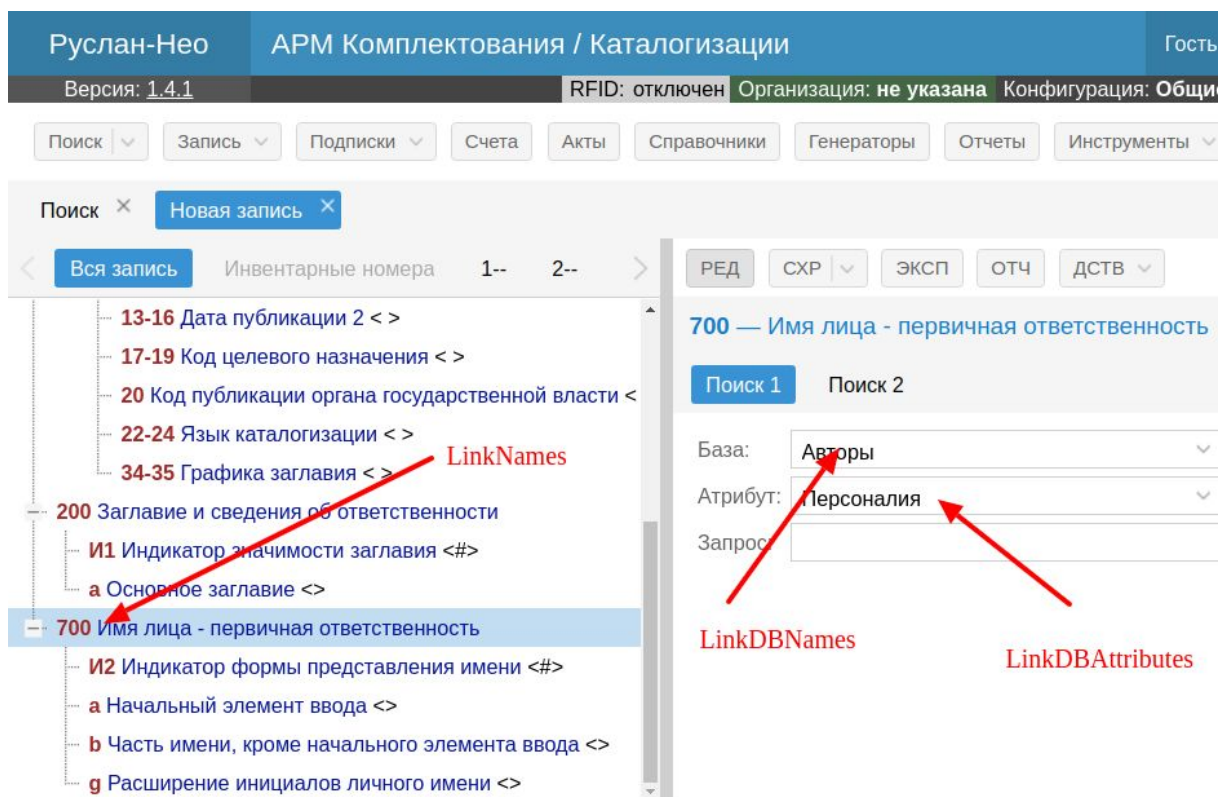 Руслан-Нео АРМ Комплектования / Каталогизации Гость
Версия: 1.4.1 RFID: отключен Организация: не указана Конфигурация: Общие
Поиск Запись Подписки Счета Акты Справочники Генераторы Отчеты Инструменты
Поиск Новая запись
Вся запись Инвентарные номера 1-- 2--
13-16 Дата публикации 2 < >
17-19 Код целевого назначения < >
20 Код публикации органа государственной власти <
22-24 Язык каталогизации < >
34-35 Графика заглавия < >
200 Заглавие и сведения об ответственности
И1 Индикатор значимости заглавия <#>
a Основное заглавие <>
700 Имя лица - первичная ответственность
И2 Индикатор формы представления имени <#>
a Начальный элемент ввода <>
b Часть имени, кроме начального элемента ввода <>
g Расширение инициалов личного имени <>
LinkNames
РЕД СХР ЭКСП ОТЧ ДСТВ
700 — Имя лица - первичная ответственность
Поиск 1 Поиск 2
База: Авторы
Атрибут: Персоналия
Запрос:
LinkDBNames
LinkDBAttributes